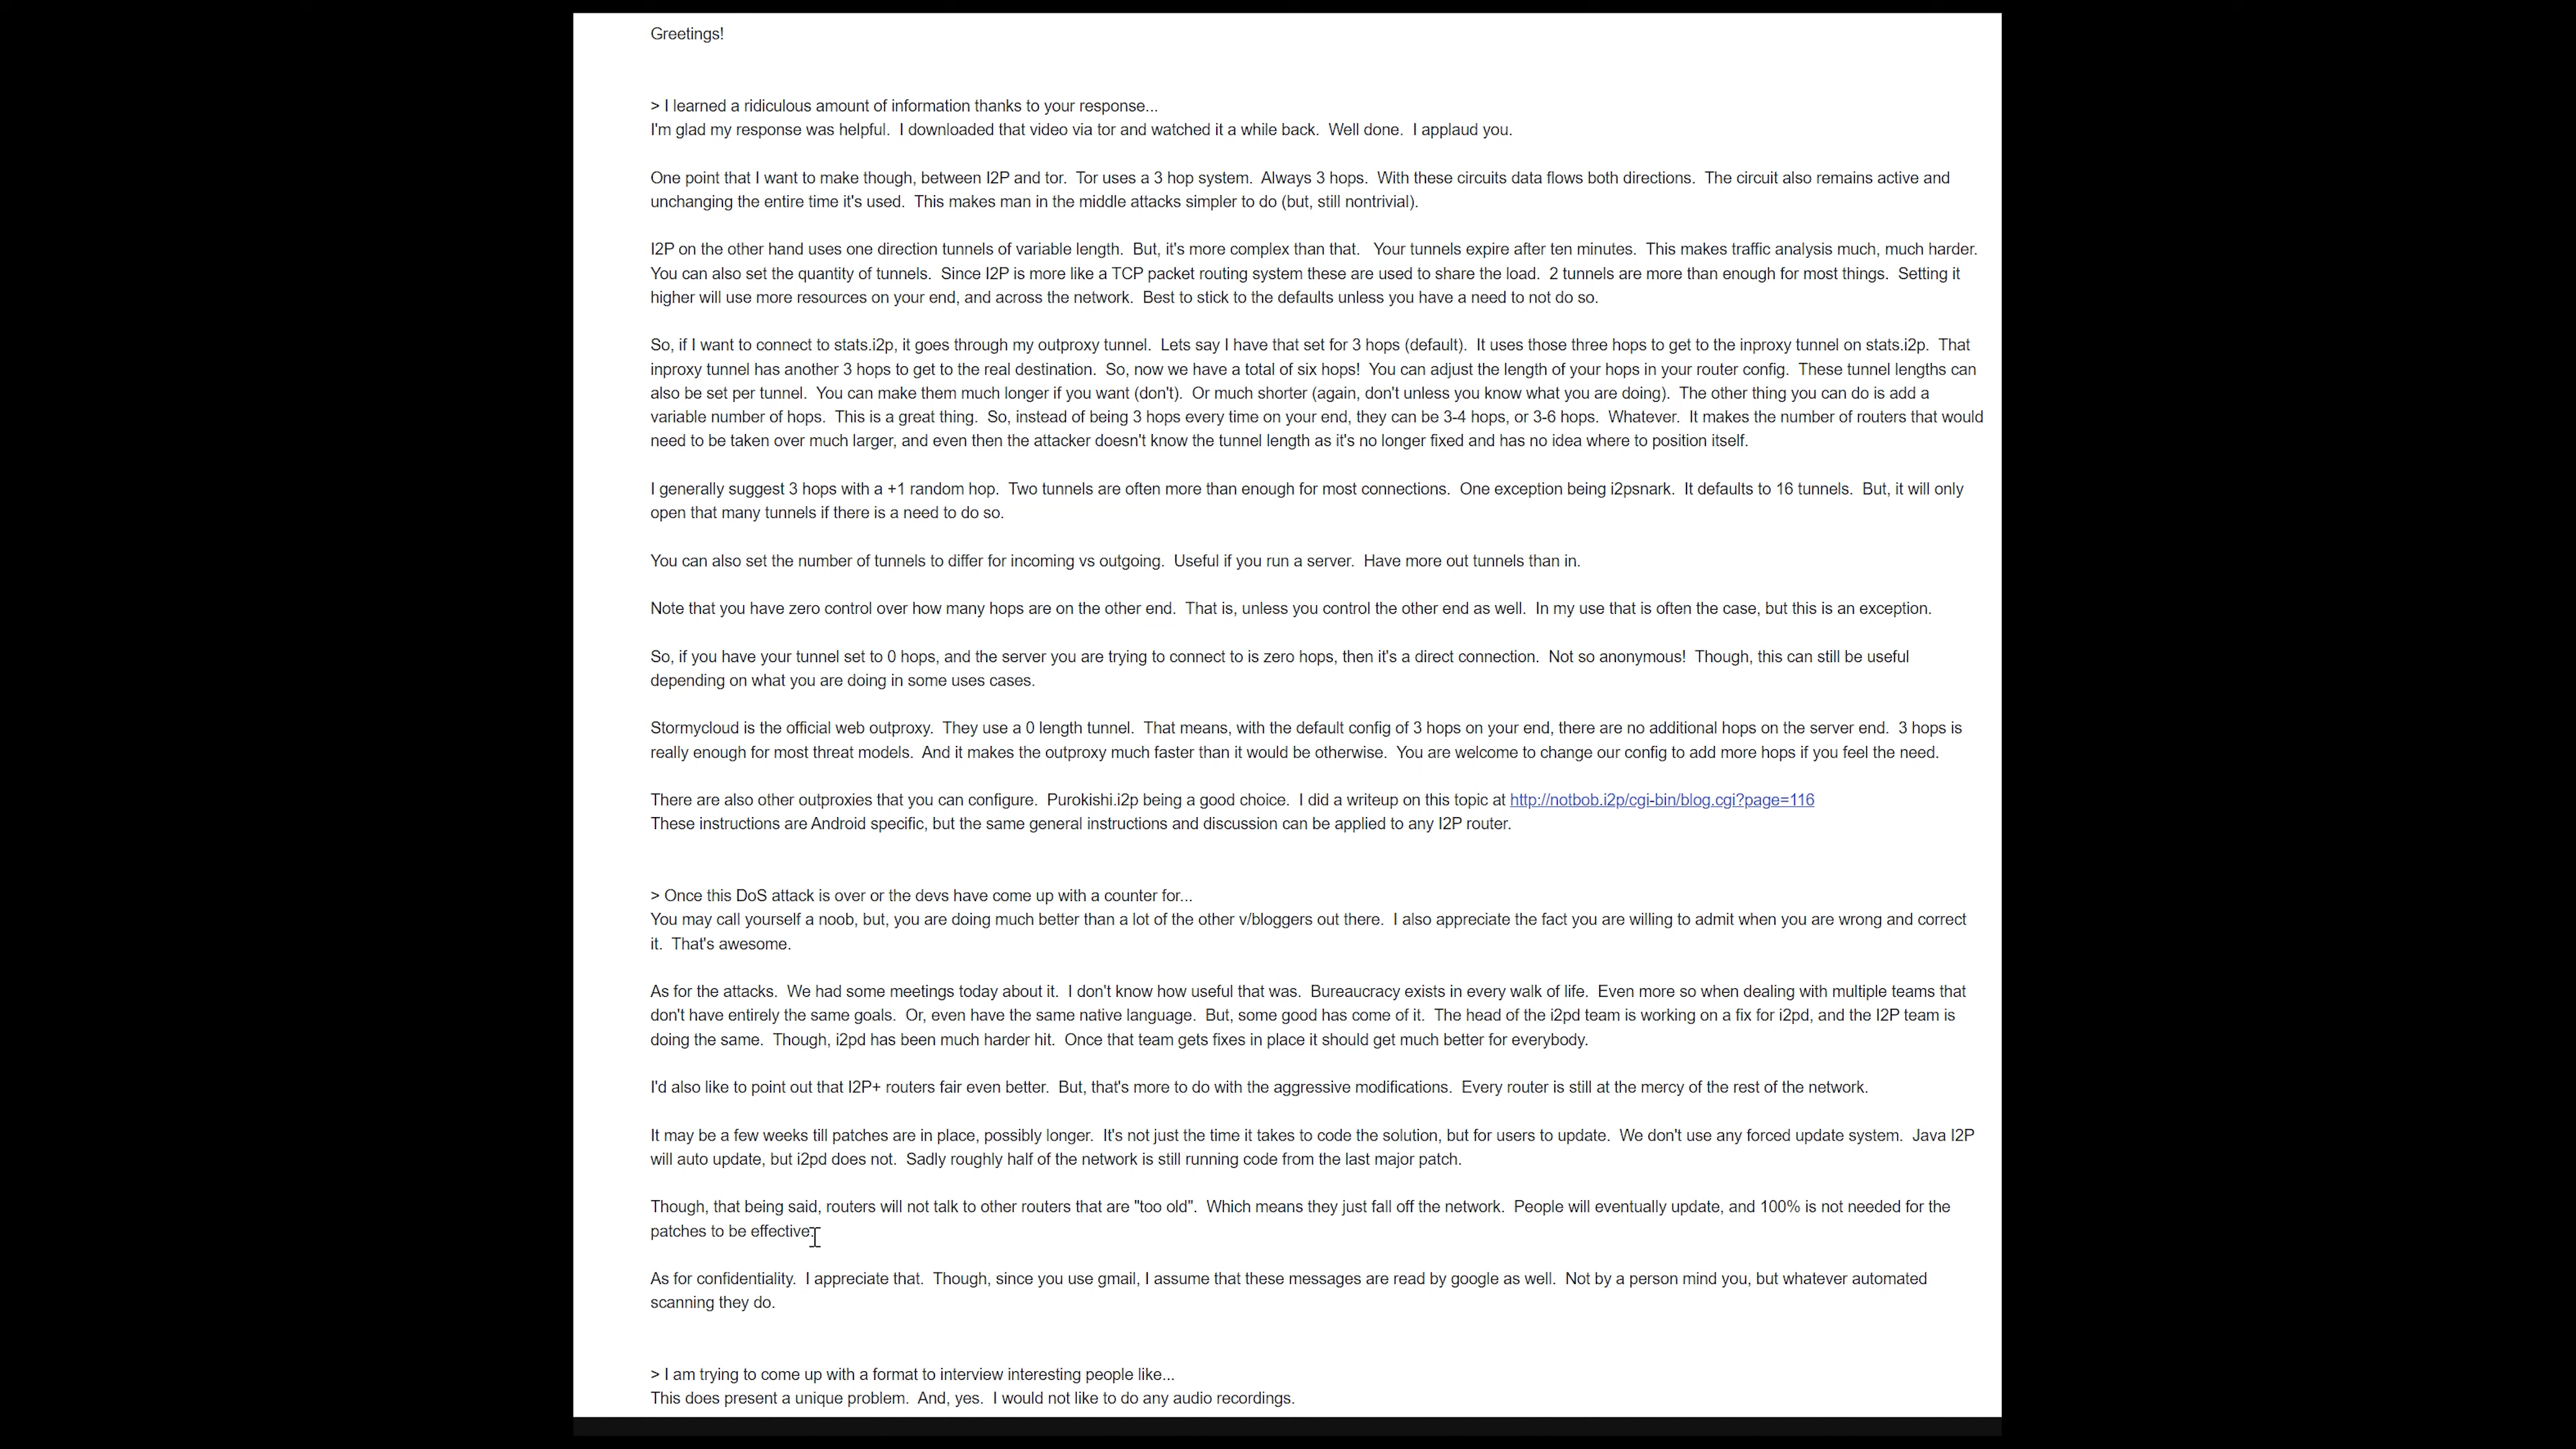 Greetings!
> I learned a ridiculous amount of information thanks to your response...
I'm glad my response was helpful.  I downloaded that video via tor and watched it a while back.  Well done.  I applaud you.
One point that I want to make though, between I2P and tor.  Tor uses a 3 hop system.  Always 3 hops.  With these circuits data flows both directions.  The circuit also remains active and
unchanging the entire time it's used.  This makes man in the middle attacks simpler to do (but, still nontrivial).
I2P on the other hand uses one direction tunnels of variable length.  But, it's more complex than that.   Your tunnels expire after ten minutes.  This makes traffic analysis much, much harder.
You can also set the quantity of tunnels.  Since I2P is more like a TCP packet routing system these are used to share the load.  2 tunnels are more than enough for most things.  Setting it
higher will use more resources on your end, and across the network.  Best to stick to the defaults unless you have a need to not do so.
So, if I want to connect to stats.i2p, it goes through my outproxy tunnel.  Lets say I have that set for 3 hops (default).  It uses those three hops to get to the inproxy tunnel on stats.i2p.  That
inproxy tunnel has another 3 hops to get to the real destination.  So, now we have a total of six hops!  You can adjust the length of your hops in your router config.  These tunnel lengths can
also be set per tunnel.  You can make them much longer if you want (don't).  Or much shorter (again, don't unless you know what you are doing).  The other thing you can do is add a
variable number of hops.  This is a great thing.  So, instead of being 3 hops every time on your end, they can be 3-4 hops, or 3-6 hops.  Whatever.  It makes the number of routers that would
need to be taken over much larger, and even then the attacker doesn't know the tunnel length as it's no longer fixed and has no idea where to position itself.
I generally suggest 3 hops with a +1 random hop.  Two tunnels are often more than enough for most connections.  One exception being i2psnark.  It defaults to 16 tunnels.  But, it will only
open that many tunnels if there is a need to do so.
You can also set the number of tunnels to differ for incoming vs outgoing.  Useful if you run a server.  Have more out tunnels than in.
Note that you have zero control over how many hops are on the other end.  That is, unless you control the other end as well.  In my use that is often the case, but this is an exception.
So, if you have your tunnel set to 0 hops, and the server you are trying to connect to is zero hops, then it's a direct connection.  Not so anonymous!  Though, this can still be useful
depending on what you are doing in some uses cases.
Stormycloud is the official web outproxy.  They use a 0 length tunnel.  That means, with the default config of 3 hops on your end, there are no additional hops on the server end.  3 hops is
really enough for most threat models.  And it makes the outproxy much faster than it would be otherwise.  You are welcome to change our config to add more hops if you feel the need.
There are also other outproxies that you can configure.  Purokishi.i2p being a good choice.  I did a writeup on this topic at http://notbob.i2p/cgi-bin/blog.cgi?page=116
These instructions are Android specific, but the same general instructions and discussion can be applied to any I2P router.
> Once this DoS attack is over or the devs have come up with a counter for...
You may call yourself a noob, but, you are doing much better than a lot of the other v/bloggers out there.  I also appreciate the fact you are willing to admit when you are wrong and correct
it.  That's awesome.
As for the attacks.  We had some meetings today about it.  I don't know how useful that was.  Bureaucracy exists in every walk of life.  Even more so when dealing with multiple teams that
don't have entirely the same goals.  Or, even have the same native language.  But, some good has come of it.  The head of the i2pd team is working on a fix for i2pd, and the I2P team is
doing the same.  Though, i2pd has been much harder hit.  Once that team gets fixes in place it should get much better for everybody.
I'd also like to point out that I2P+ routers fair even better.  But, that's more to do with the aggressive modifications.  Every router is still at the mercy of the rest of the network.
It may be a few weeks till patches are in place, possibly longer.  It's not just the time it takes to code the solution, but for users to update.  We don't use any forced update system.  Java I2P
will auto update, but i2pd does not.  Sadly roughly half of the network is still running code from the last major patch.
Though, that being said, routers will not talk to other routers that are "too old".  Which means they just fall off the network.  People will eventually update, and 100% is not needed for the
patches to be effective.
As for confidentiality.  I appreciate that.  Though, since you use gmail, I assume that these messages are read by google as well.  Not by a person mind you, but whatever automated
scanning they do.
> I am trying to come up with a format to interview interesting people like...
This does present a unique problem.  And, yes.  I would not like to do any audio recordings.